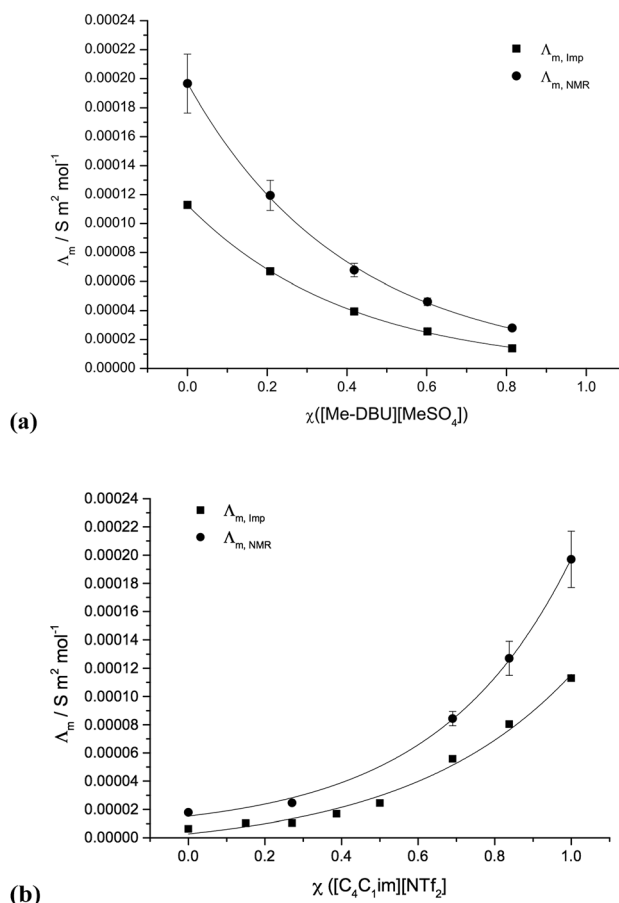 (a)
Λm / S m² mol⁻¹
0.00024
0.00022
0.00020
0.00018
0.00016
0.00014
0.00012
0.00010
0.00008
0.00006
0.00004
0.00002
0.00000
Λm, Imp
Λm, NMR
0.0 0.2 0.4 0.6 0.8 1.0
χ([Me-DBU][MeSO₄])
(b)
Λm / S m² mol⁻¹
0.00024
0.00022
0.00020
0.00018
0.00016
0.00014
0.00012
0.00010
0.00008
0.00006
0.00004
0.00002
0.00000
Λm, Imp
Λm, NMR
0.0 0.2 0.4 0.6 0.8 1.0
χ ([C₄C₁im][NTf₂]